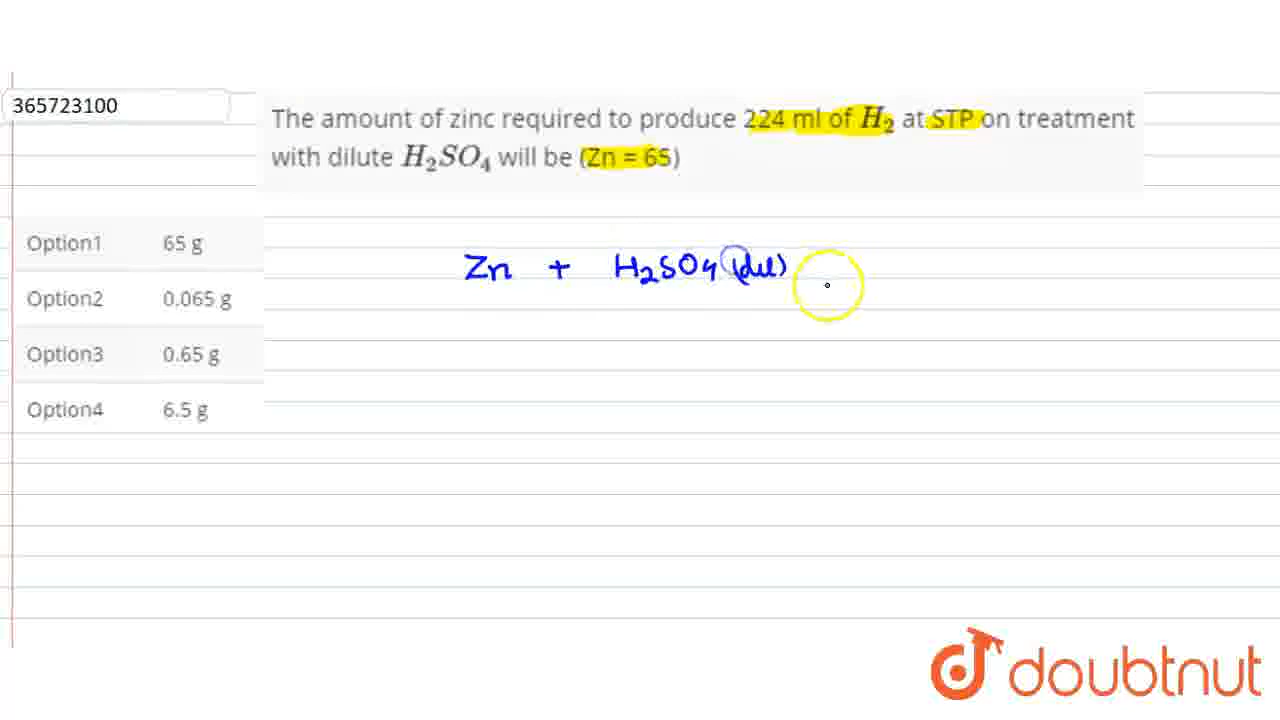 365723100
The amount of zinc required to produce 224 ml of H₂ at STP on treatment
with dilute H₂SO₄ will be (Zn = 65)
Option1 65 g
Zn + H₂SO₄ (dil)
Option2 0.065 g
Option3 0.65 g
Option4 6.5 g
doubtnut